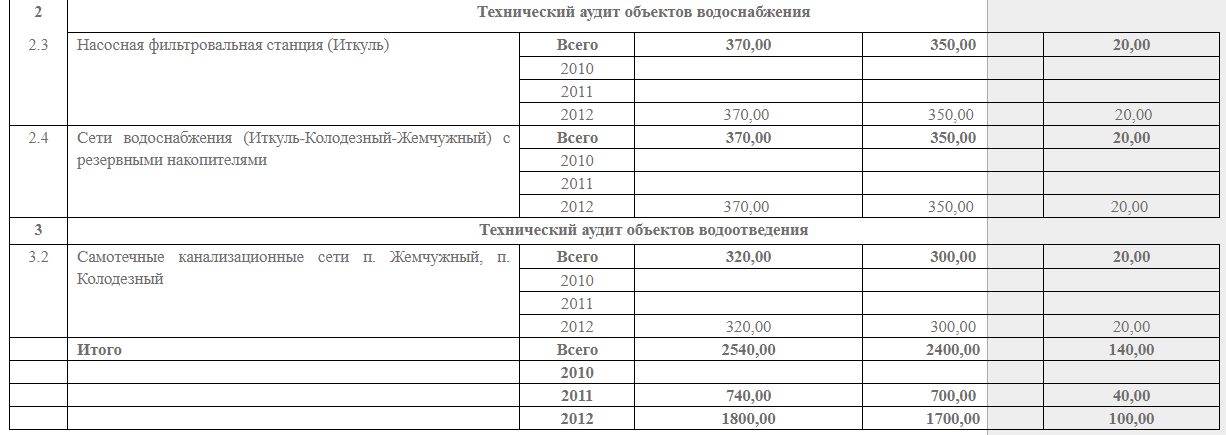 2 Технический аудит объектов водоснабжения
2.3 Насосная фильтровальная станция (Иткуль) Всего 370,00 350,00 20,00
2010
2011
2012 370,00 350,00 20,00
2.4 Сети водоснабжения (Иткуль-Колодезный-Жемчужный) с Всего 370,00 350,00 20,00
резервными накопителями 2010
2011
2012 370,00 350,00 20,00
3 Технический аудит объектов водоотведения
3.2 Самотечные канализационные сети п. Жемчужный, п. Всего 320,00 300,00 20,00
Колодезный 2010
2011
2012 320,00 300,00 20,00
Итого Всего 2540,00 2400,00 140,00
2010
2011 740,00 700,00 40,00
2012 1800,00 1700,00 100,00